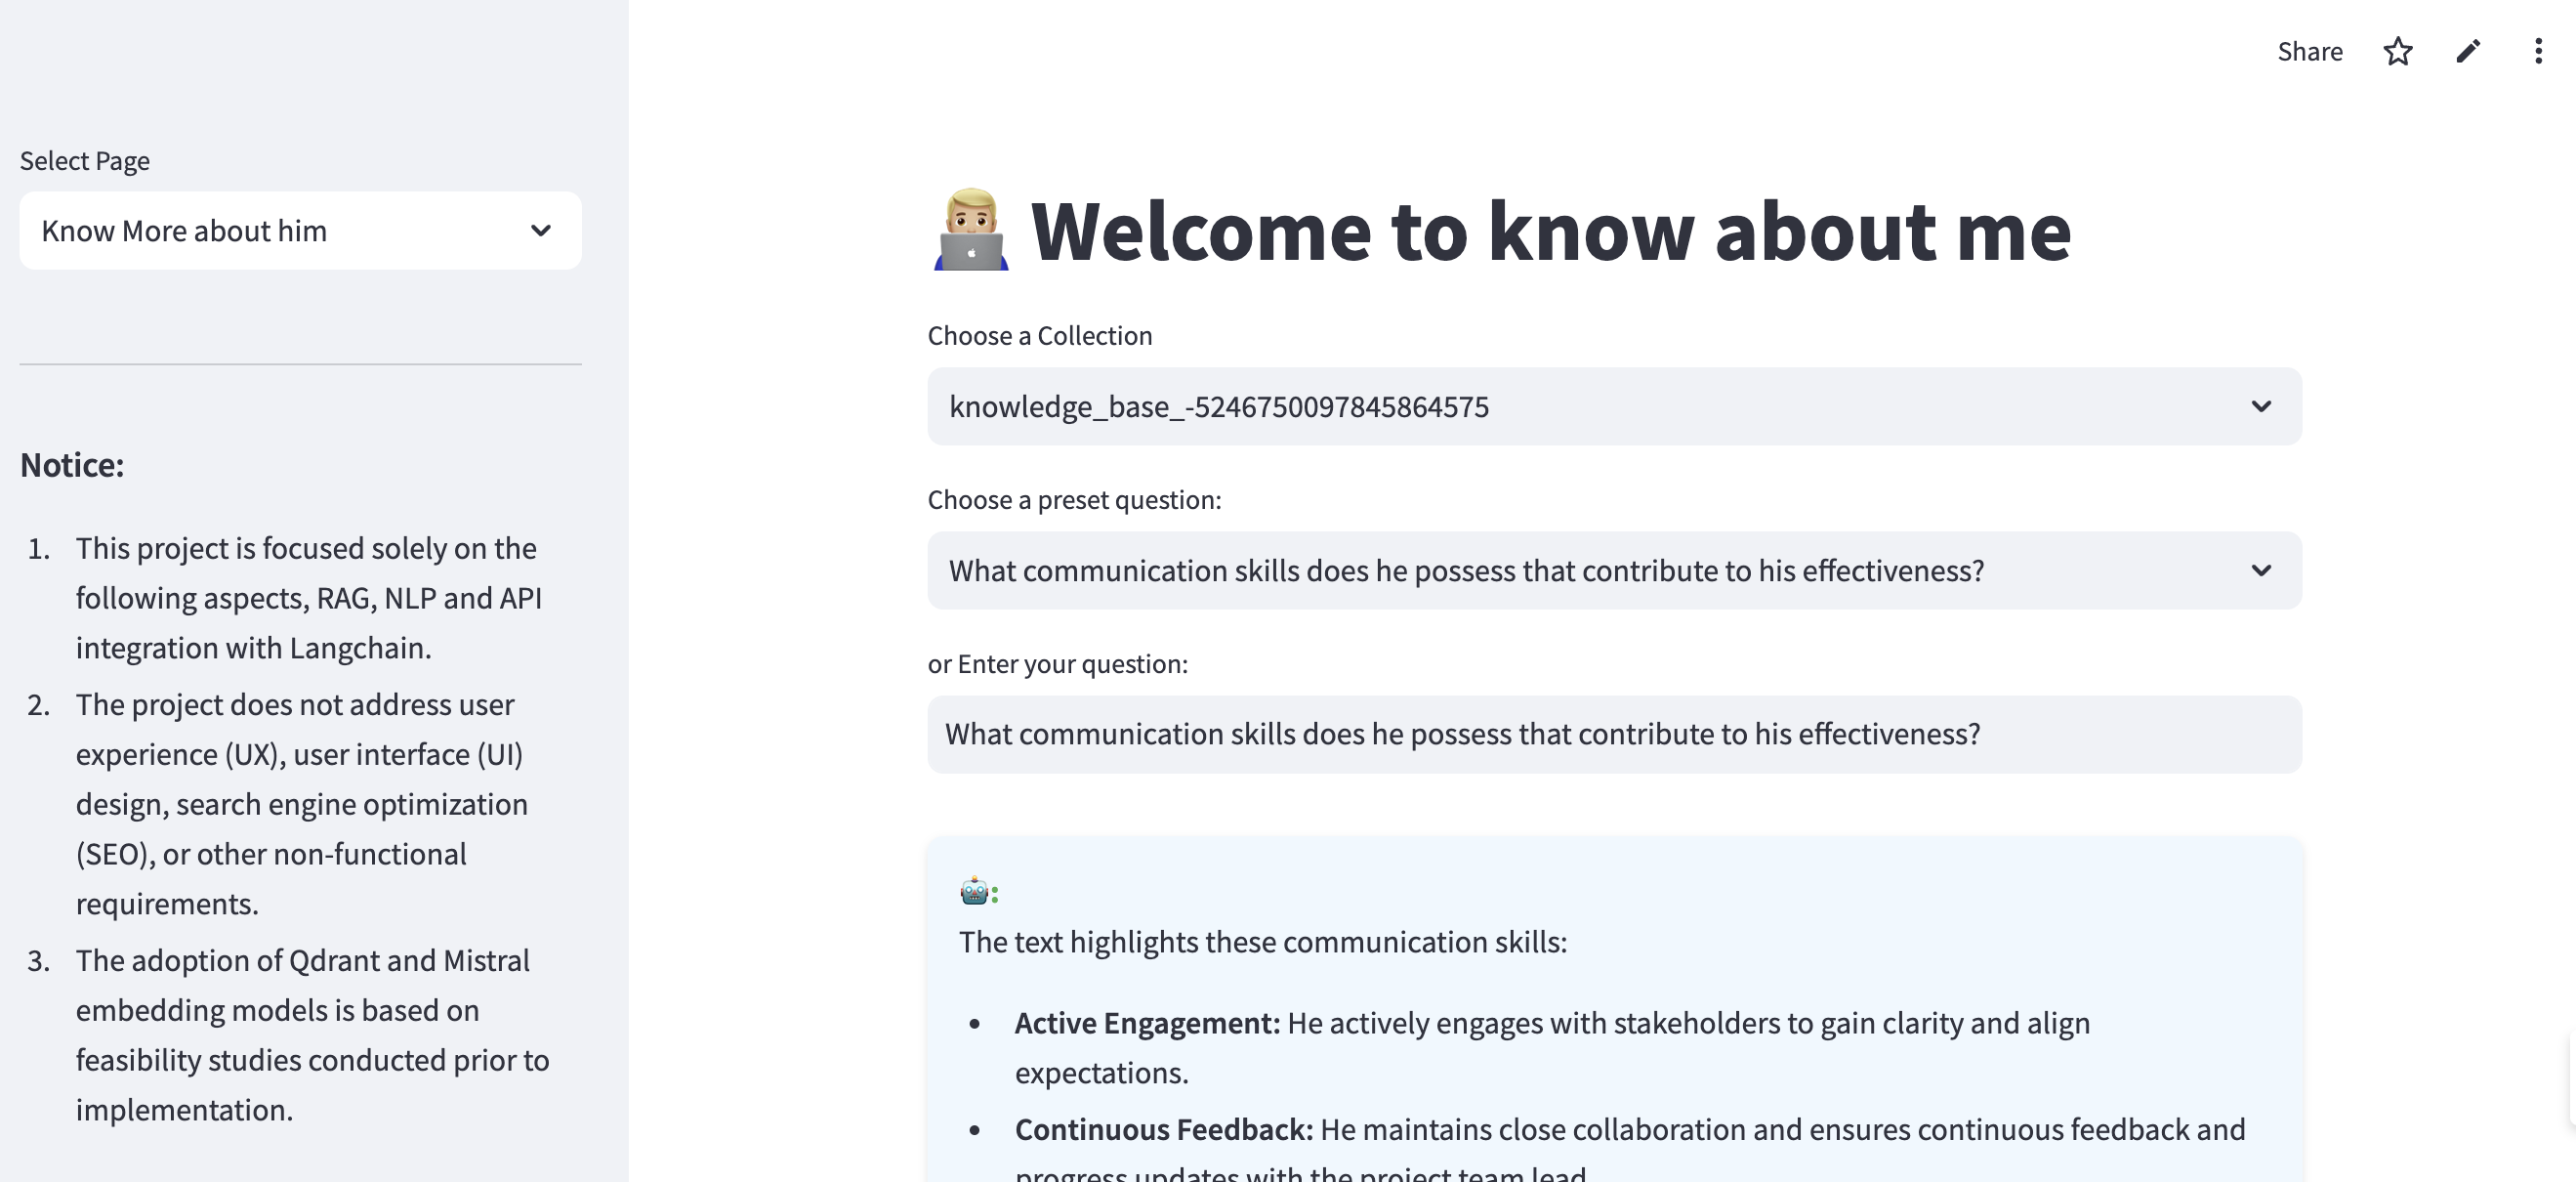 Share
Select Page
Know More about him
Notice:
1. This project is focused solely on the
following aspects, RAG, NLP and API
integration with Langchain.
2. The project does not address user
experience (UX), user interface (UI)
design, search engine optimization
(SEO), or other non-functional
requirements.
3. The adoption of Qdrant and Mistral
embedding models is based on
feasibility studies conducted prior to
implementation.
Welcome to know about me
Choose a Collection
knowledge_base_-5246750097845864575
Choose a preset question:
What communication skills does he possess that contribute to his effectiveness?
or Enter your question:
What communication skills does he possess that contribute to his effectiveness?
:
The text highlights these communication skills:
• Active Engagement: He actively engages with stakeholders to gain clarity and align
expectations.
• Continuous Feedback: He maintains close collaboration and ensures continuous feedback and
progress updates with the project team lead